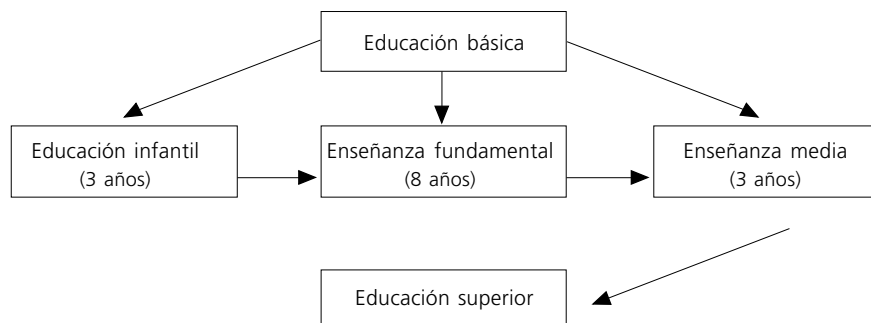 Educación básica
Educación infantil
(3 años)
Enseñanza fundamental
(8 años)
Enseñanza media
(3 años)
Educación superior